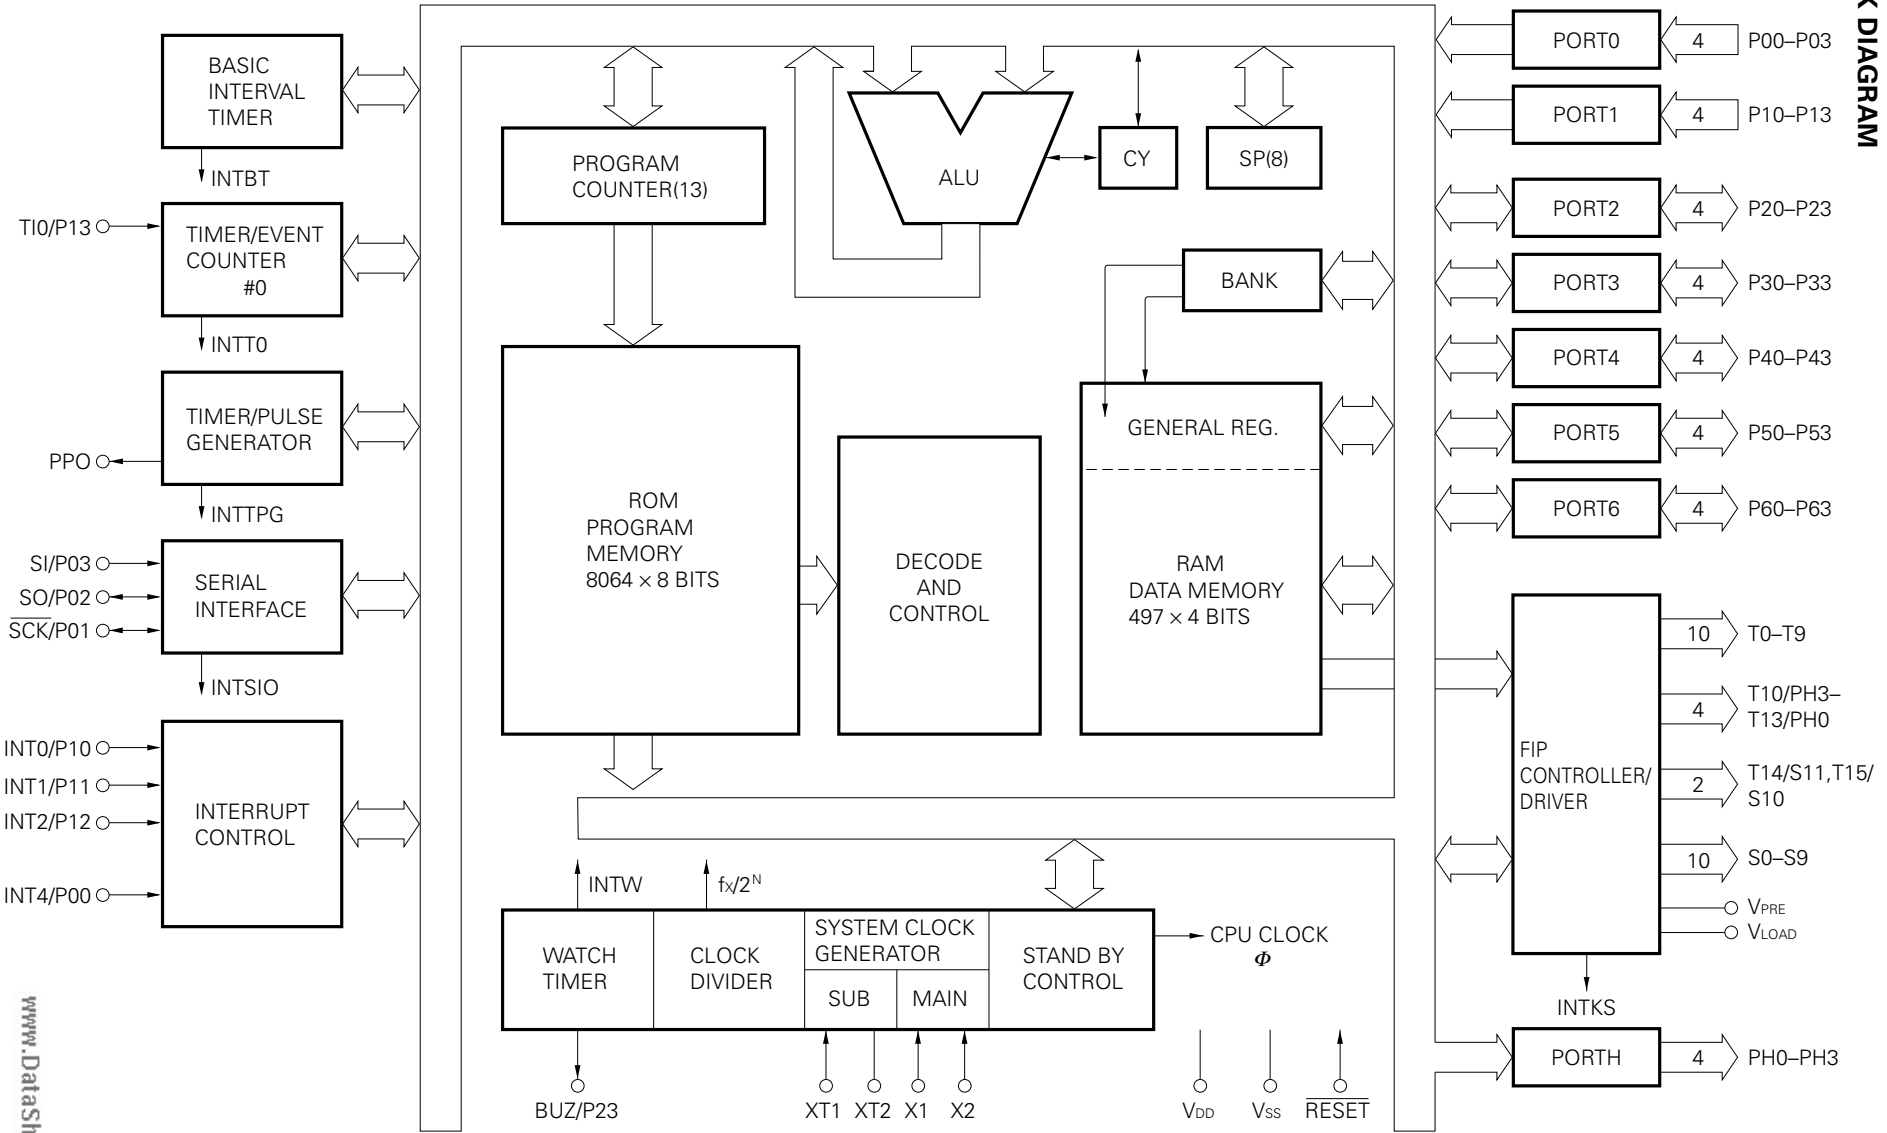 K DIAGRAM
BASIC
INTERVAL
TIMER
INTBT
TI0/P13
TIMER/EVENT
COUNTER
#0
INTT0
TIMER/PULSE
GENERATOR
PPO
INTTPG
SI/P03
SO/P02
SCK/P01
SERIAL
INTERFACE
INTSIO
INT0/P10
INT1/P11
INT2/P12
INT4/P00
INTERRUPT
CONTROL
PROGRAM
COUNTER(13)
ALU
CY
SP(8)
BANK
ROM
PROGRAM
MEMORY
8064 × 8 BITS
DECODE
AND
CONTROL
GENERAL REG.
RAM
DATA MEMORY
497 × 4 BITS
INTW
fX/2^N
WATCH
TIMER
CLOCK
DIVIDER
SYSTEM CLOCK
GENERATOR
SUB
MAIN
STAND BY
CONTROL
CPU CLOCK
Φ
BUZ/P23
XT1
XT2
X1
X2
VDD
VSS
RESET
PORT0
4
P00–P03
PORT1
4
P10–P13
PORT2
4
P20–P23
PORT3
4
P30–P33
PORT4
4
P40–P43
PORT5
4
P50–P53
PORT6
4
P60–P63
FIP
CONTROLLER/
DRIVER
10
T0–T9
4
T10/PH3–
T13/PH0
2
T14/S11,T15/
S10
10
S0–S9
VPRE
VLOAD
INTKS
PORTH
4
PH0–PH3
www.DataSh